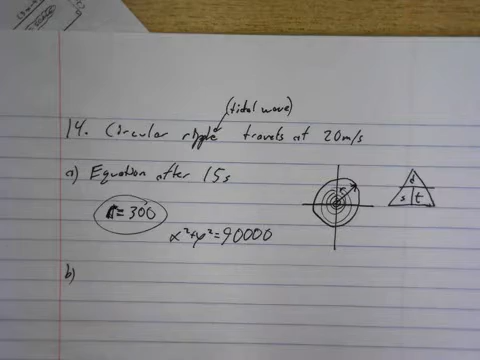 (tidal wave)
14. Circular ripple travels at 20m/s
a) Equation after 15s
r
d
s t
r = 300
x²+y²=90000
b)